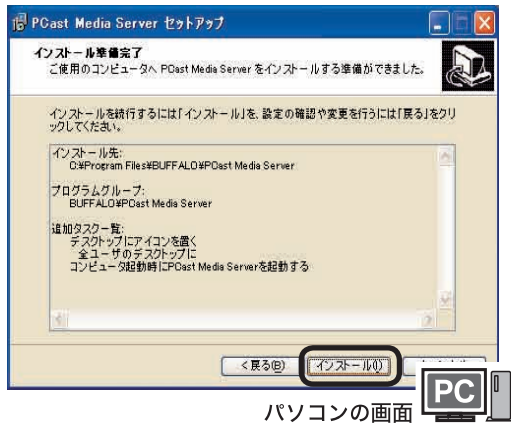 PCast Media Server セットアップ
インストール準備完了
ご使用のコンピュータへ PCast Media Server をインストールする準備ができました。
インストールを続行するには「インストール」を、設定の確認や変更を行うには「戻る」をクリ
ックしてください。
インストール先:
C:¥Program Files¥BUFFALO¥PCast Media Server
プログラムグループ:
BUFFALO¥PCast Media Server
追加タスク一覧:
デスクトップにアイコンを置く
全ユーザのデスクトップに
コンピュータ起動時にPCast Media Serverを起動する
< 戻る(B)
インストール(I)
パソコンの画面
PC